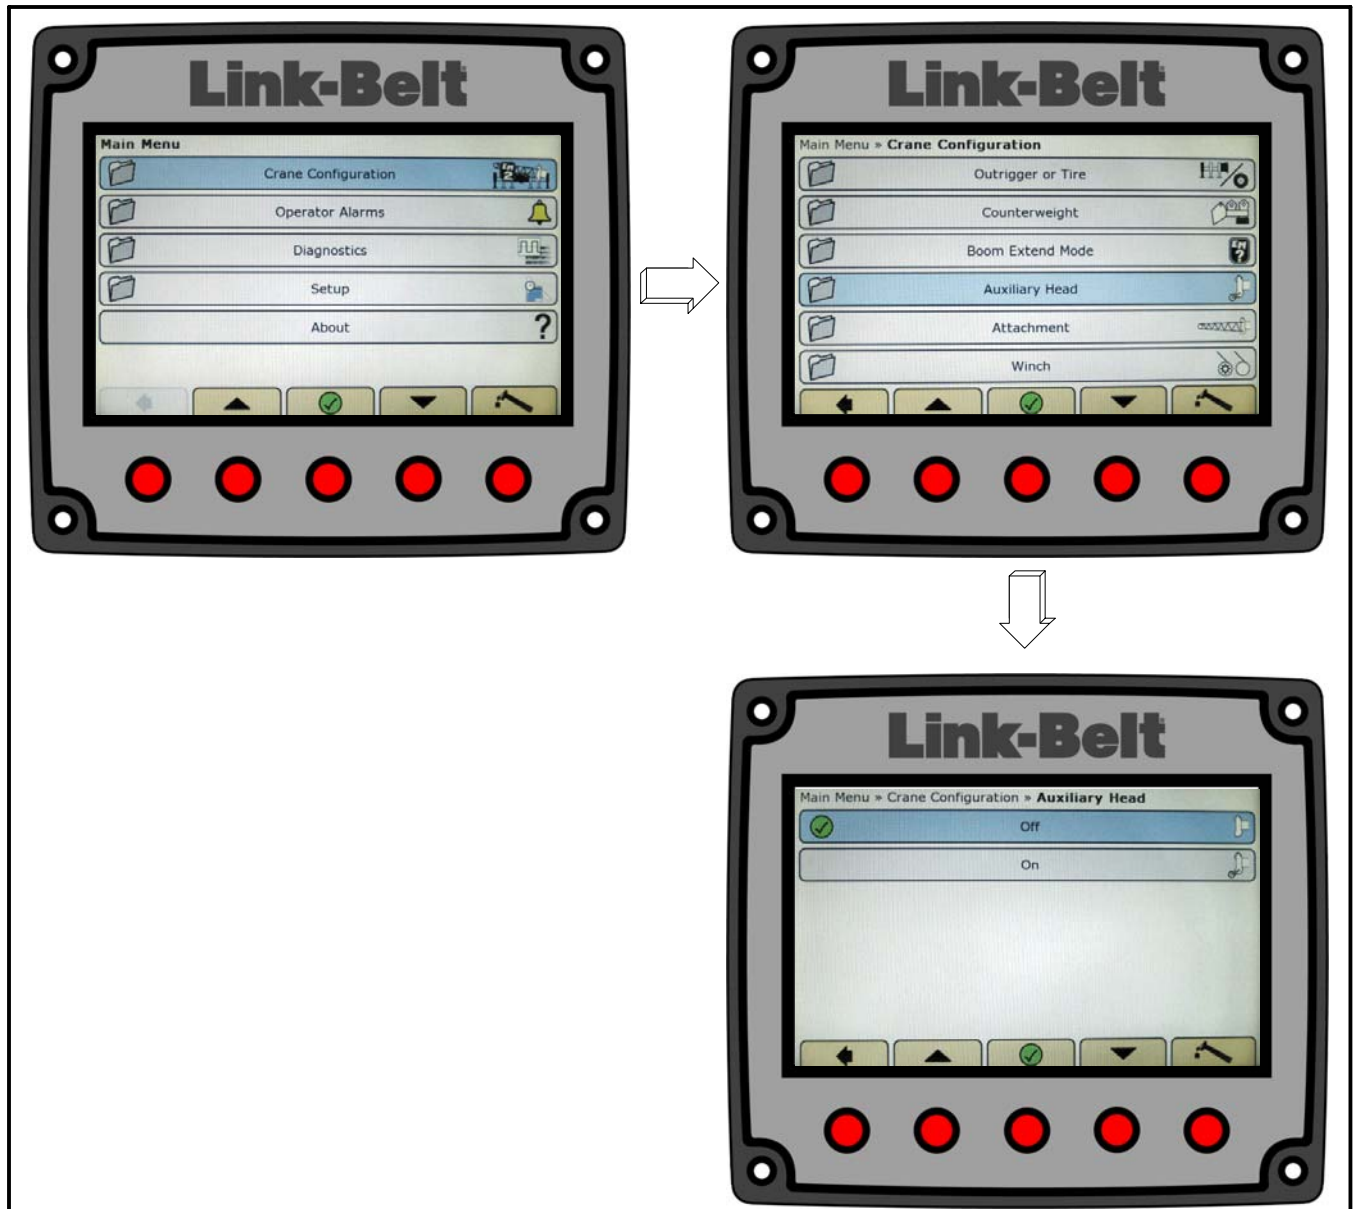 Link-Belt
Main Menu
Crane Configuration
Operator Alarms
Diagnostics
Setup
About
?
Link-Belt
Main Menu » Crane Configuration
Outrigger or Tire
Counterweight
Boom Extend Mode
EM
?
Auxiliary Head
Attachment
Winch
Link-Belt
Main Menu » Crane Configuration » Auxiliary Head
Off
On